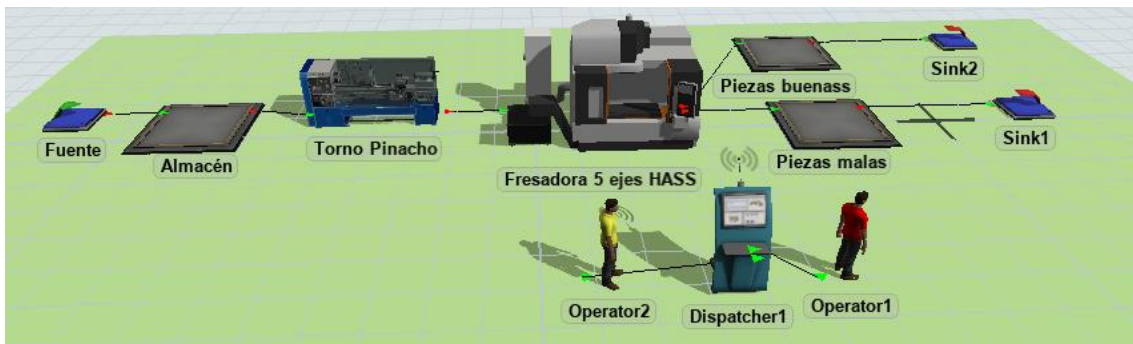 Sink2
Piezas buenass
Fuente
Almacén
Torno Pinacho
Fresadora 5 ejes HASS
Piezas malas
Sink1
Operator2
Dispatcher1
Operator1